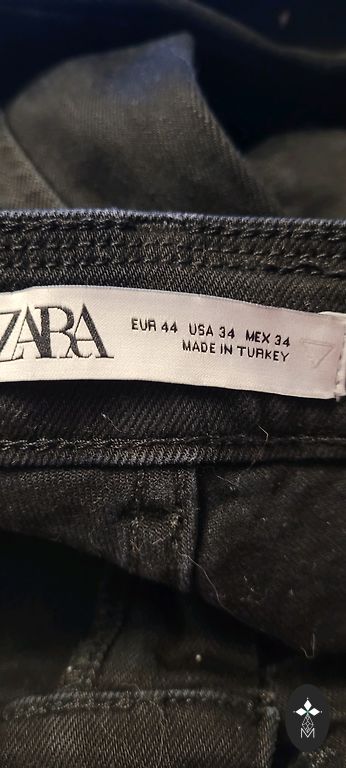 ZARA
EUR 44 USA 34 MEX 34
MADE IN TURKEY
M